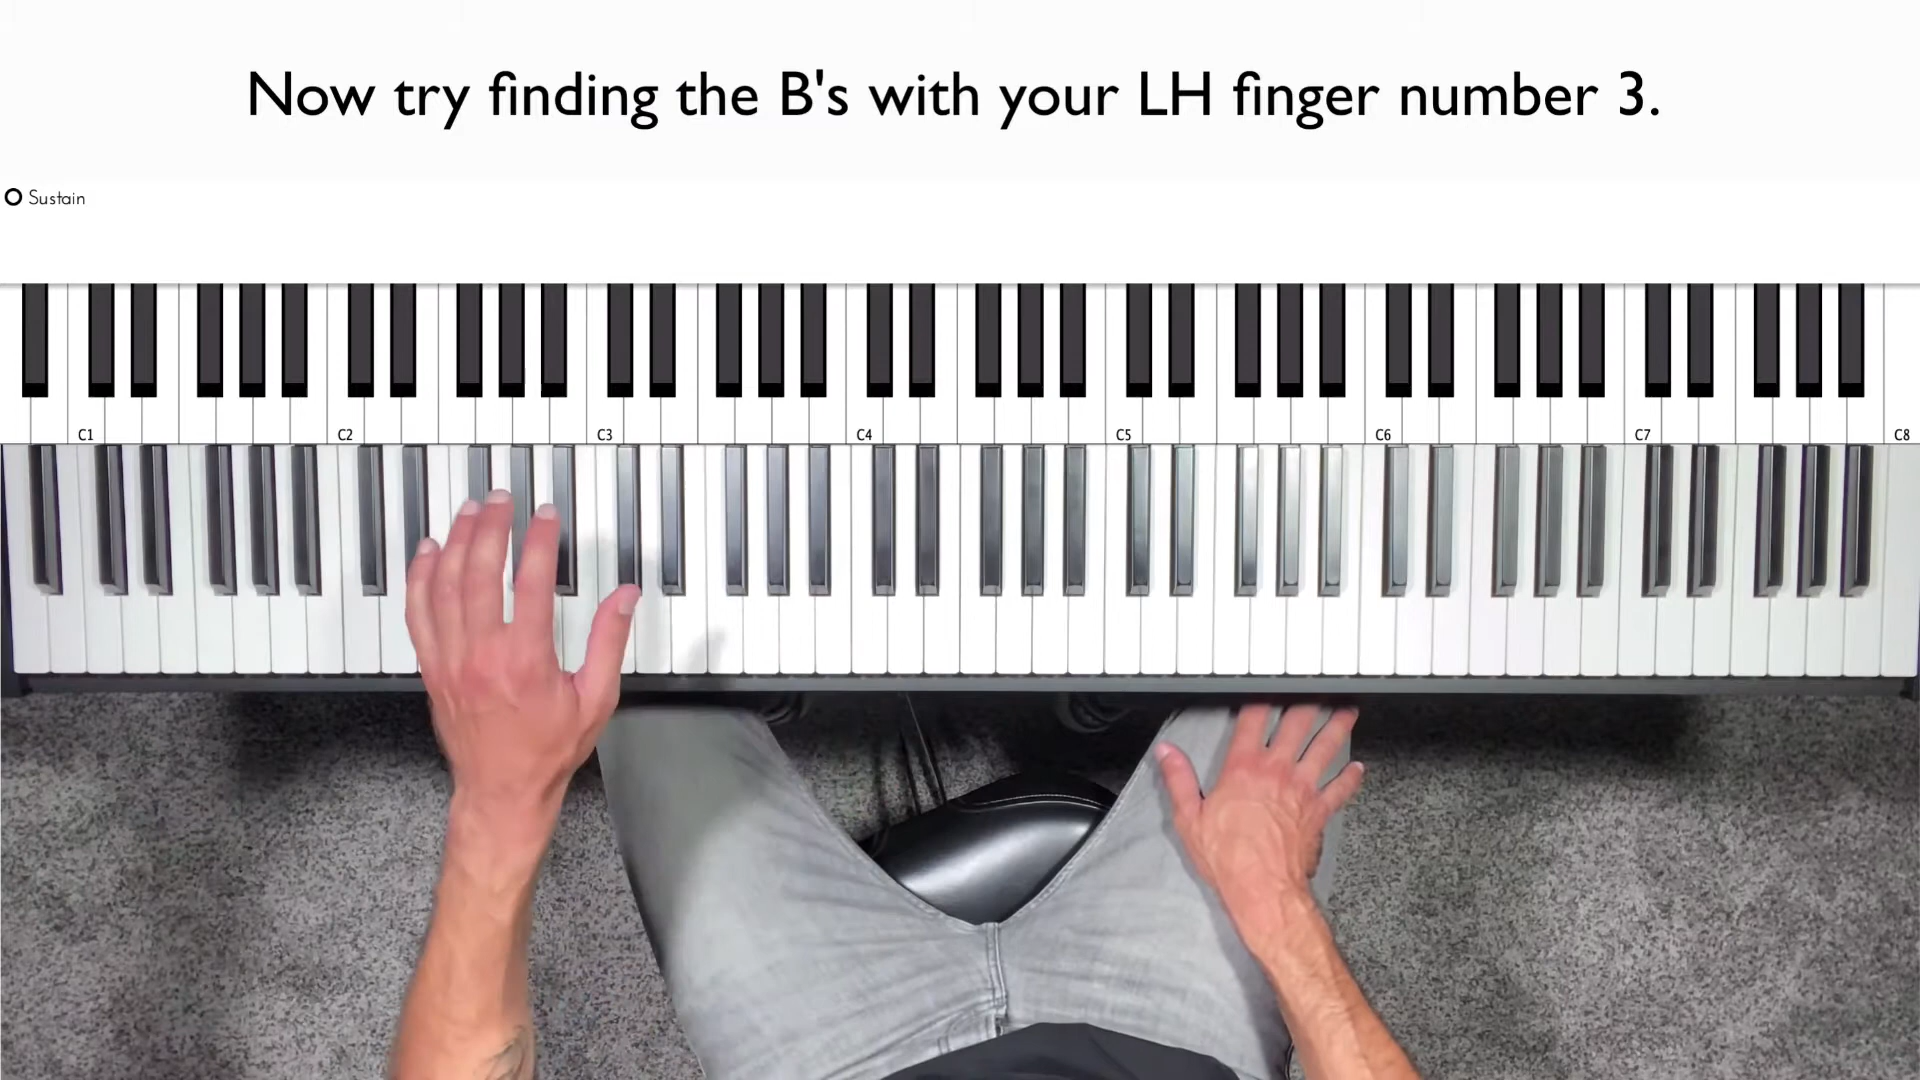 Now try finding the B's with your LH finger number 3.
Sustain
C1 C2 C3 C4 C5 C6 C7 C8